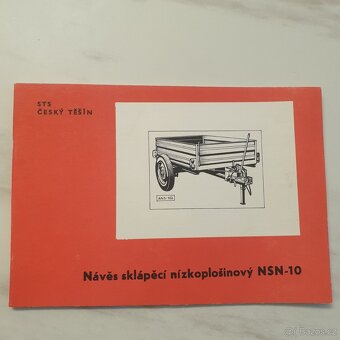 STS
ČESKÝ TĚŠÍN
Návěs sklápěcí nízkoplošinový NSN-10